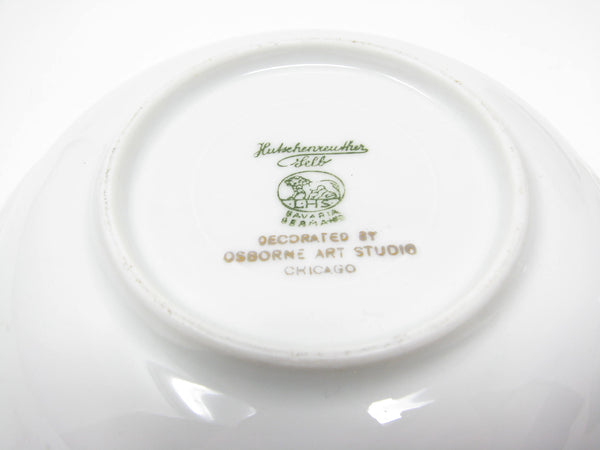 Hutschenreuther
Selb
LHS
BAVARIA
GERMANY
DECORATED BY
OSBORNE ART STUDIO
CHICAGO